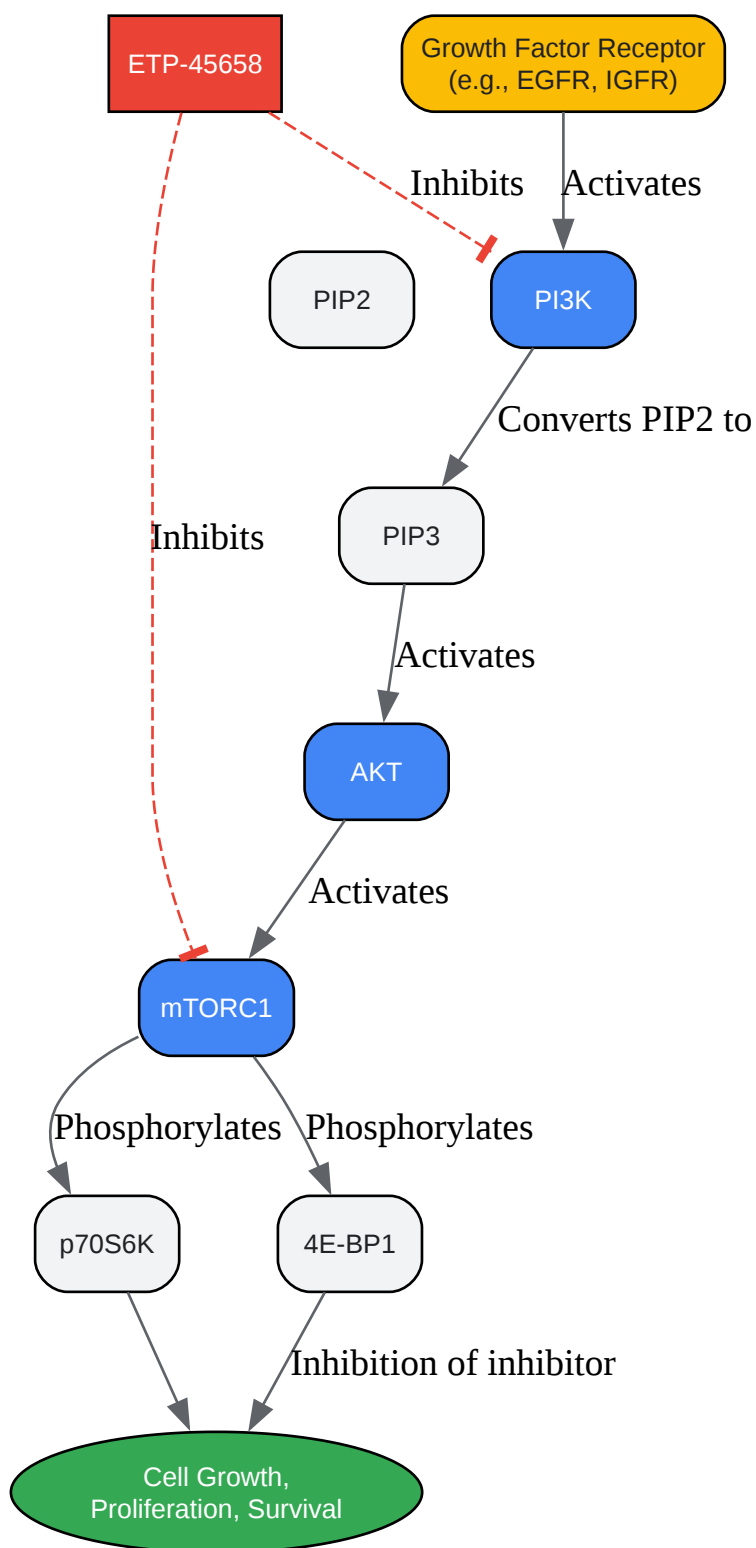 ETP-45658
Growth Factor Receptor
(e.g., EGFR, IGFR)
Inhibits
Activates
PIP2
PI3K
Converts PIP2 to
PIP3
Inhibits
Activates
AKT
Activates
mTORC1
Phosphorylates
Phosphorylates
p70S6K
4E-BP1
Inhibition of inhibitor
Cell Growth,
Proliferation, Survival